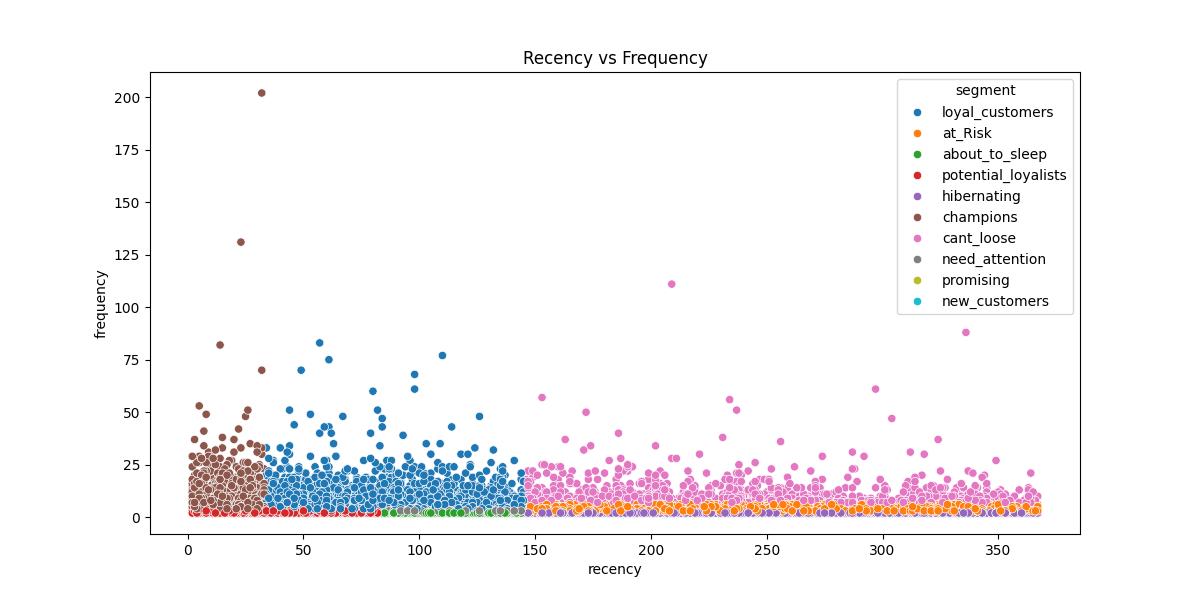 Recency vs Frequency
segment
loyal_customers
at_Risk
about_to_sleep
potential_loyalists
hibernating
champions
cant_loose
need_attention
promising
new_customers
frequency
200
175
150
125
100
75
50
25
0
0 50 100 150 200 250 300 350
recency